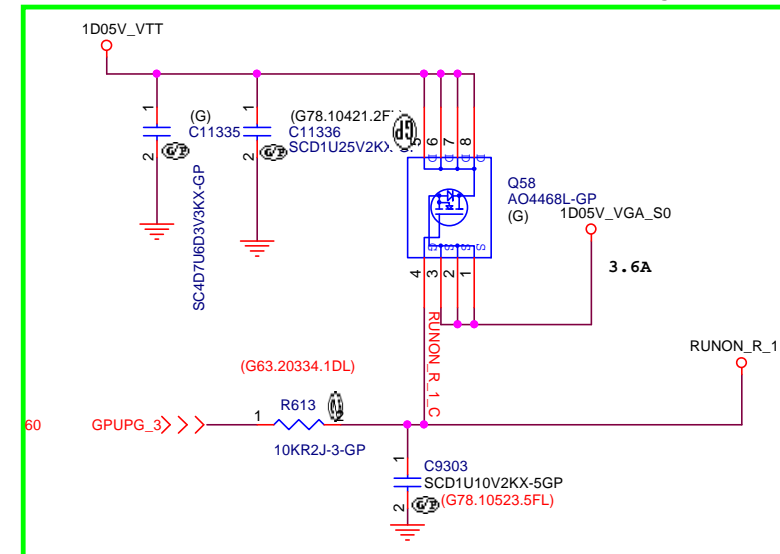 1D05V_VTT
1
(G)
C11335
2
G/P
SC4D7U6D3V3KX-GP
1
(G78.10421.2F
C11336
SCD1U25V2KX-
2
G/P
5 6 7 8
D D D D
Q58
AO4468L-GP
(G)
1D05V_VGA_S0
3.6A
G S S S
4 3 2 1
RUNON_R_1_C
RUNON_R_1
(G63.20334.1DL)
60
GPUPG_3
1
R613
2
10KR2J-3-GP
1
C9303
SCD1U10V2KX-5GP
2
G/P
(G78.10523.5FL)